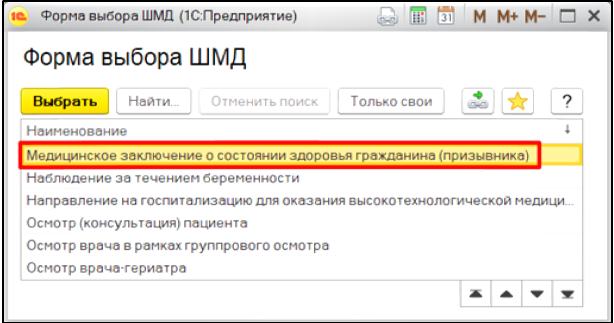 1С Форма выбора ШМД (1С:Предприятие) 31 M M+ M-
Форма выбора ШМД
Выбрать Найти... Отменить поиск Только свои ?
Наименование
Медицинское заключение о состоянии здоровья гражданина (призывника)
Наблюдение за течением беременности
Направление на госпитализацию для оказания высокотехнологической медици...
Осмотр (консультация) пациента
Осмотр врача в рамках группрового осмотра
Осмотр врача-гериатра